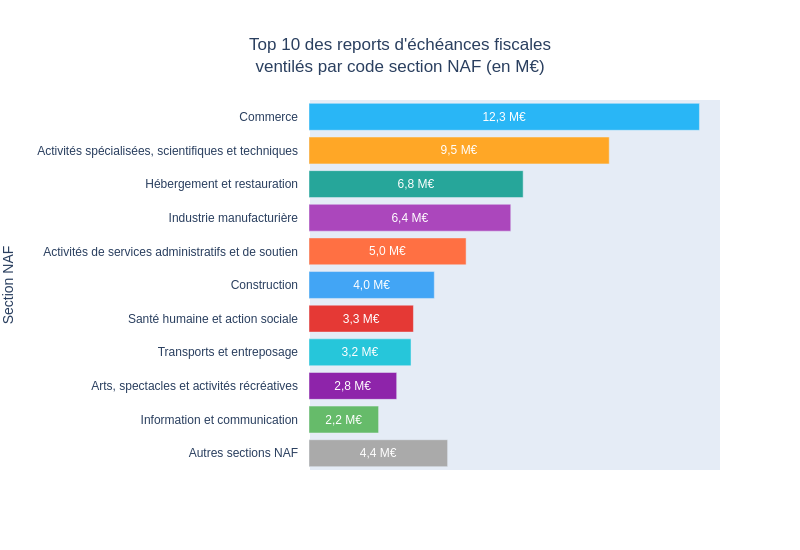 Top 10 des reports d'échéances fiscales
ventilés par code section NAF (en M€)
Section NAF
Commerce 12,3 M€
Activités spécialisées, scientifiques et techniques 9,5 M€
Hébergement et restauration 6,8 M€
Industrie manufacturière 6,4 M€
Activités de services administratifs et de soutien 5,0 M€
Construction 4,0 M€
Santé humaine et action sociale 3,3 M€
Transports et entreposage 3,2 M€
Arts, spectacles et activités récréatives 2,8 M€
Information et communication 2,2 M€
Autres sections NAF 4,4 M€